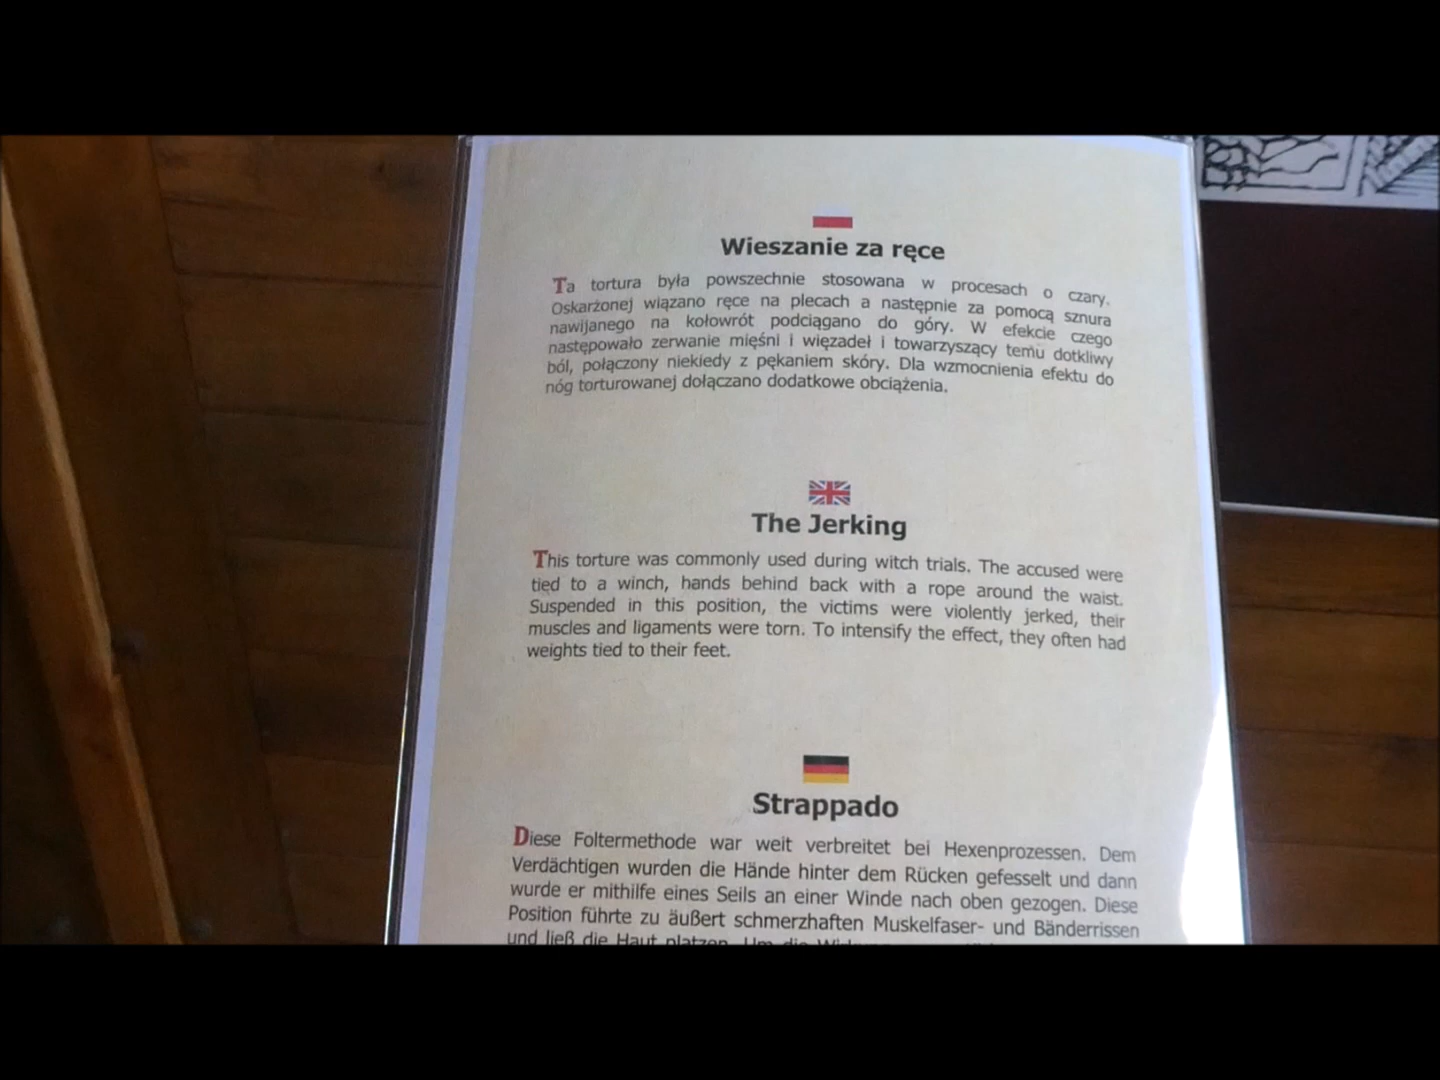 Wieszanie za ręce
Ta tortura była powszechnie stosowana w procesach o czary.
Oskarżonej wiązano ręce na plecach a następnie za pomocą sznura
nawijanego na kołowrót podciągano do góry. W efekcie czego
następowało zerwanie mięśni i więzadeł i towarzyszący temu dotkliwy
ból, połączony niekiedy z pękaniem skóry. Dla wzmocnienia efektu do
nóg torturowanej dołączano dodatkowe obciążenia.
The Jerking
This torture was commonly used during witch trials. The accused were
tied to a winch, hands behind back with a rope around the waist.
Suspended in this position, the victims were violently jerked, their
muscles and ligaments were torn. To intensify the effect, they often had
weights tied to their feet.
Strappado
Diese Foltermethode war weit verbreitet bei Hexenprozessen. Dem
Verdächtigen wurden die Hände hinter dem Rücken gefesselt und dann
wurde er mithilfe eines Seils an einer Winde nach oben gezogen. Diese
Position führte zu äußert schmerzhaften Muskelfaser- und Bänderrissen
und ließ die Haut platzen. Um die